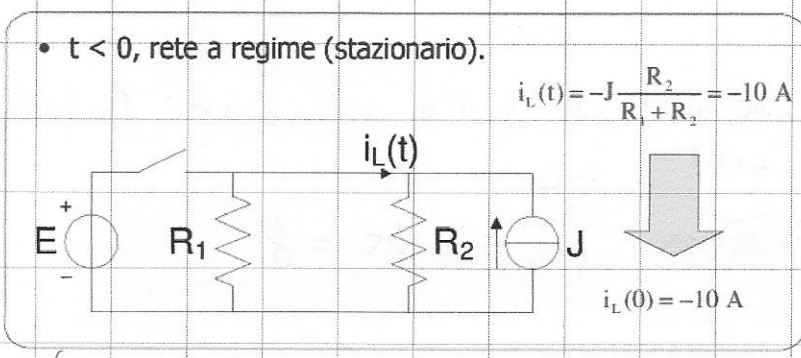 • t < 0, rete a regime (stazionario).
i_L(t) = -J R_2 / (R_1 + R_2) = -10 A
i_L(t)
+
E
-
R_1
R_2
J
i_L(0) = -10 A